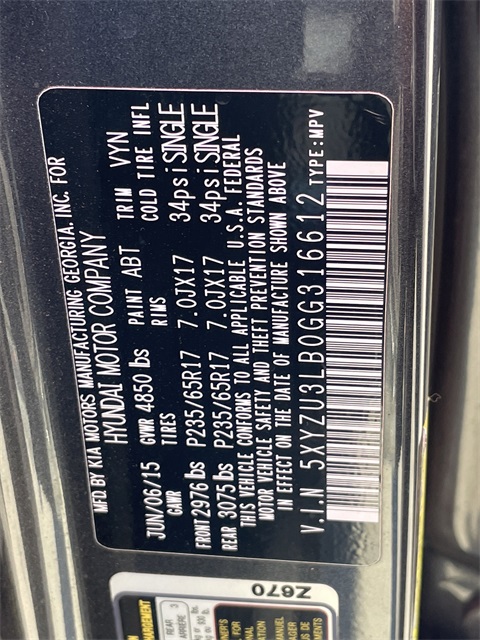 MFD BY KIA MOTORS MANUFACTURING GEORGIA, INC. FOR
HYUNDAI MOTOR COMPANY
JUN/06/15 GVWR 4850 lbs PAINT ABT TRIM VYN
GAWR TIRES RIMS COLD TIRE INFL
FRONT 2976 lbs P235/65R17 7.0JX17 34psi SINGLE
REAR 3075 lbs P235/65R17 7.0JX17 34psi SINGLE
THIS VEHICLE CONFORMS TO ALL APPLICABLE U.S.A. FEDERAL
MOTOR VEHICLE SAFETY AND THEFT PREVENTION STANDARDS
IN EFFECT ON THE DATE OF MANUFACTURE SHOWN ABOVE
V.I.N 5XYZU3LB0GG316612 TYPE:MPV
Z670
REAR 3
ARRIERE